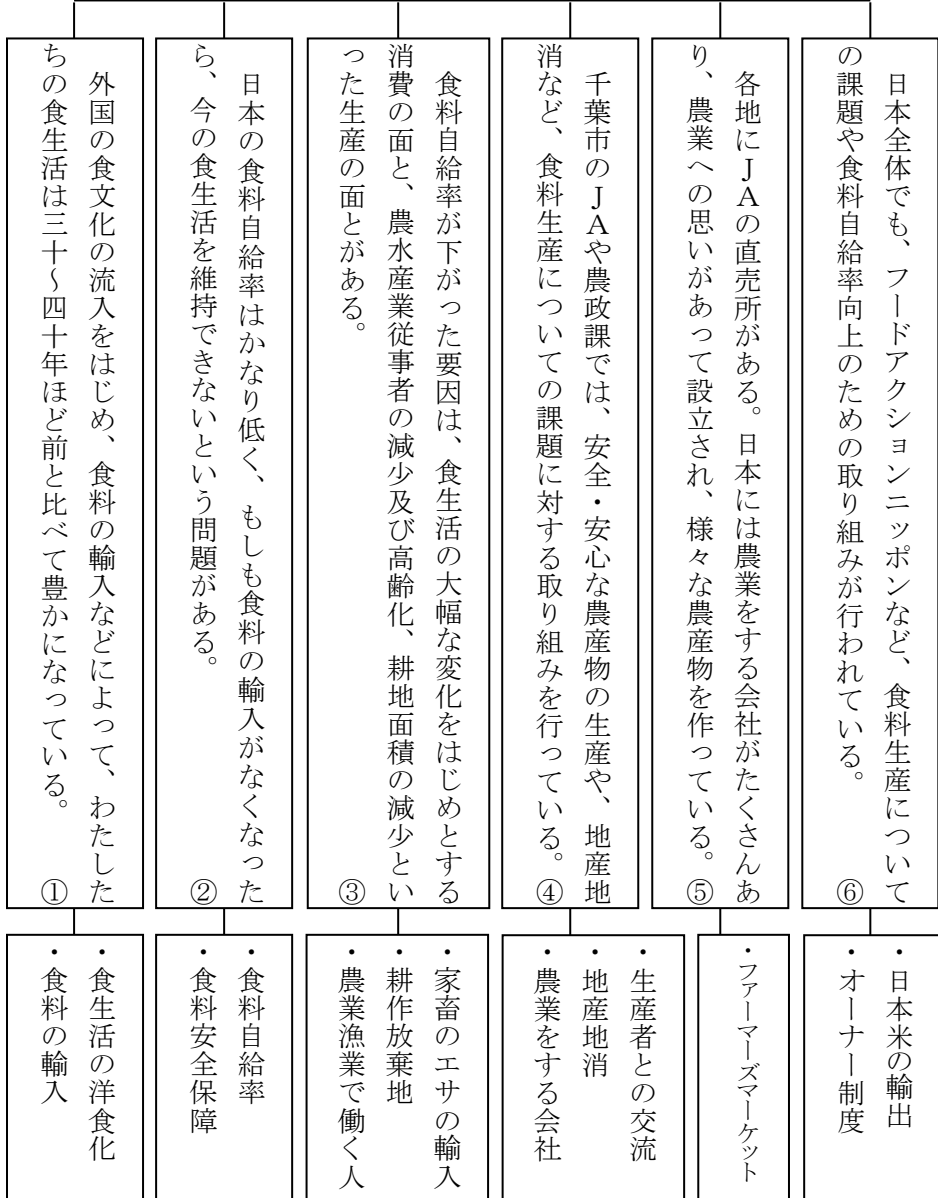 日本全体でも、フードアクションニッポンなど、食料生産について
の課題や食料自給率向上のための取り組みが行われている。
⑥
各地にＪＡの直売所がある。日本には農業をする会社がたくさんあ
り、農業への思いがあって設立され、様々な農産物を作っている。
⑤
千葉市のＪＡや農政課では、安全・安心な農産物の生産や、地産地
消など、食料生産についての課題に対する取り組みを行っている。
④
食料自給率が下がった要因は、食生活の大幅な変化をはじめとする
消費の面と、農水産業従事者の減少及び高齢化、耕地面積の減少とい
った生産の面とがある。
③
日本の食料自給率はかなり低く、もしも食料の輸入がなくなった
ら、今の食生活を維持できないという問題がある。
②
外国の食文化の流入をはじめ、食料の輸入などによって、わたした
ちの食生活は三十～四十年ほど前と比べて豊かになっている。
①
・日本米の輸出
・オーナー制度
・ファーマーズマーケット
・生産者との交流
・地産地消
・農業をする会社
・家畜のエサの輸入
・耕作放棄地
・農業漁業で働く人
・食料自給率
・食料安全保障
・食生活の洋食化
・食料の輸入